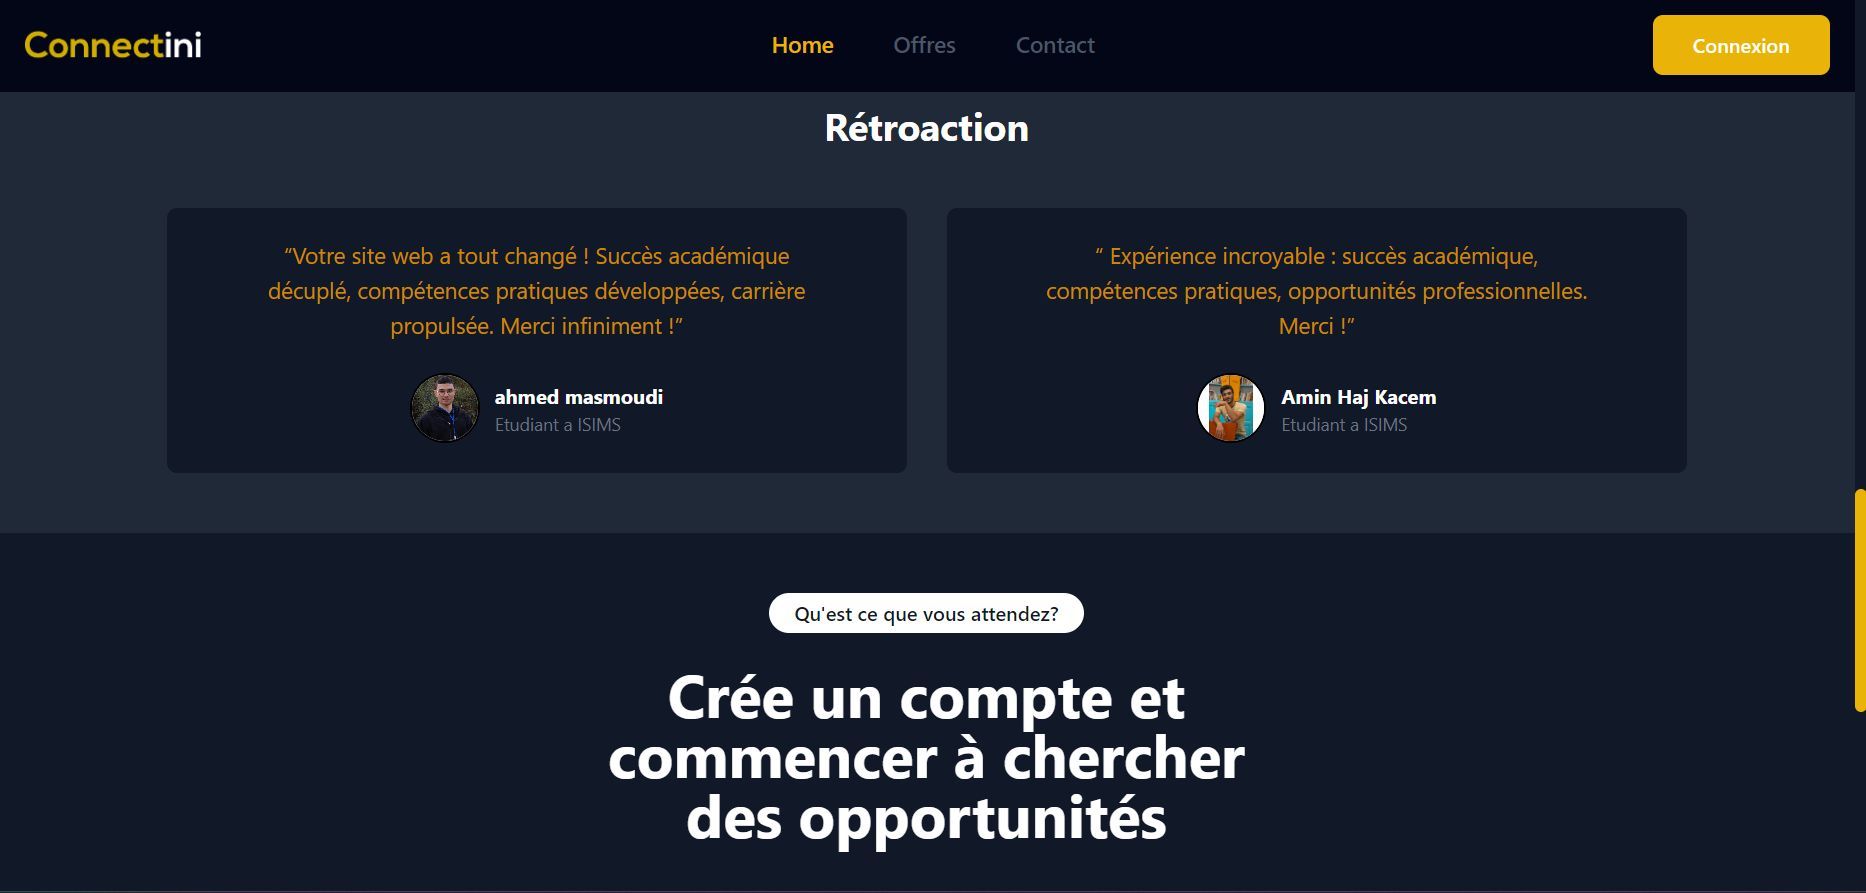 Connectini
Home Offres Contact
Connexion
Rétroaction
“Votre site web a tout changé ! Succès académique
décuplé, compétences pratiques développées, carrière
propulsée. Merci infiniment !”
ahmed masmoudi
Etudiant a ISIMS
“ Expérience incroyable : succès académique,
compétences pratiques, opportunités professionnelles.
Merci !”
Amin Haj Kacem
Etudiant a ISIMS
Qu'est ce que vous attendez?
Crée un compte et
commencer à chercher
des opportunités